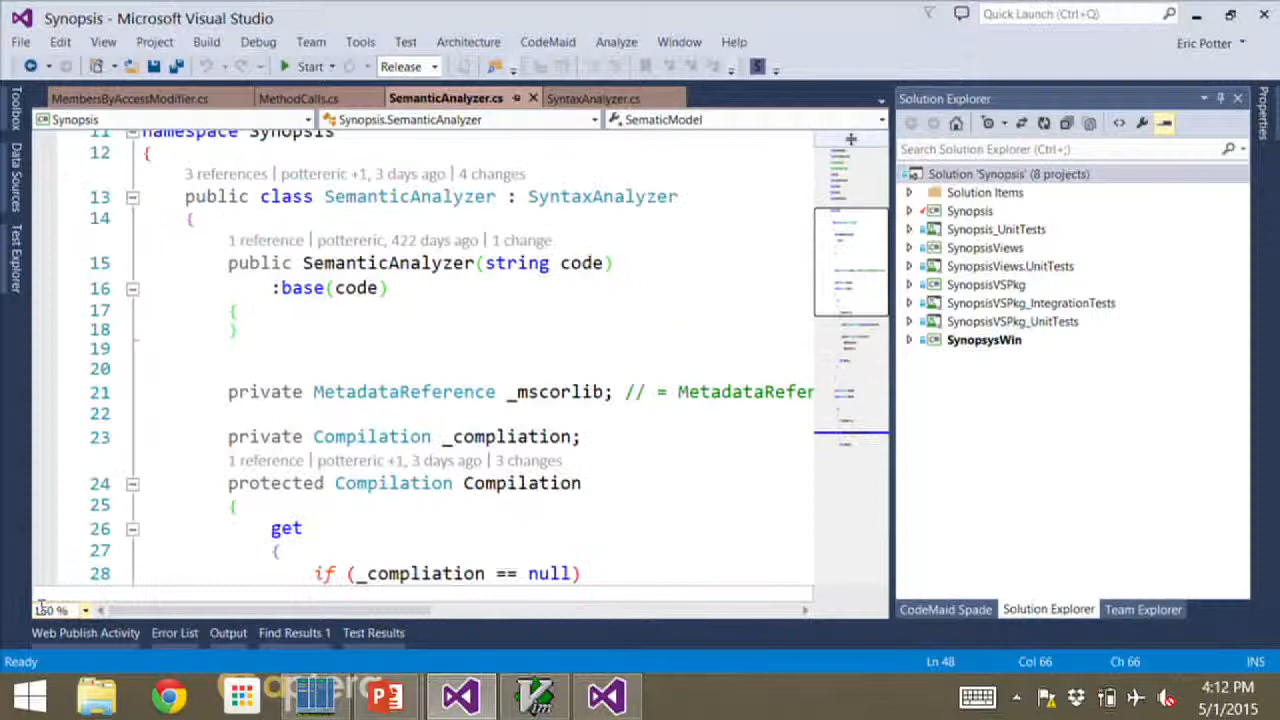 Synopsis - Microsoft Visual Studio
Quick Launch (Ctrl+Q)
File Edit View Project Build Debug Team Tools Test Architecture CodeMaid Analyze Window Help
Eric Potter
Start Release
Toolbox
Data Sources
Test Explorer
MembersByAccessModifier.cs MethodCalls.cs SemanticAnalyzer.cs SyntaxAnalyzer.cs
Synopsis Synopsis.SemanticAnalyzer SematicModel
11 namespace Synopsis
12 {
3 references | pottereric +1, 3 days ago | 4 changes
13 public class SemanticAnalyzer : SyntaxAnalyzer
14 {
1 reference | pottereric, 422 days ago | 1 change
15 public SemanticAnalyzer(string code)
16 :base(code)
17 {
18 }
19
20
21 private MetadataReference _mscorlib; // = MetadataRefer
22
23 private Compilation _compliation;
1 reference | pottereric +1, 3 days ago | 3 changes
24 protected Compilation Compilation
25 {
26 get
27 {
28 if (_compliation == null)
150 %
Solution Explorer
Search Solution Explorer (Ctrl+;)
Solution 'Synopsis' (8 projects)
Solution Items
Synopsis
Synopsis_UnitTests
SynopsisViews
SynopsisViews.UnitTests
SynopsisVSPkg
SynopsisVSPkg_IntegrationTests
SynopsisVSPkg_UnitTests
SynopsysWin
CodeMaid Spade Solution Explorer Team Explorer
Properties
Web Publish Activity Error List Output Find Results 1 Test Results
Ready Ln 48 Col 66 Ch 66 INS
4:12 PM
5/1/2015